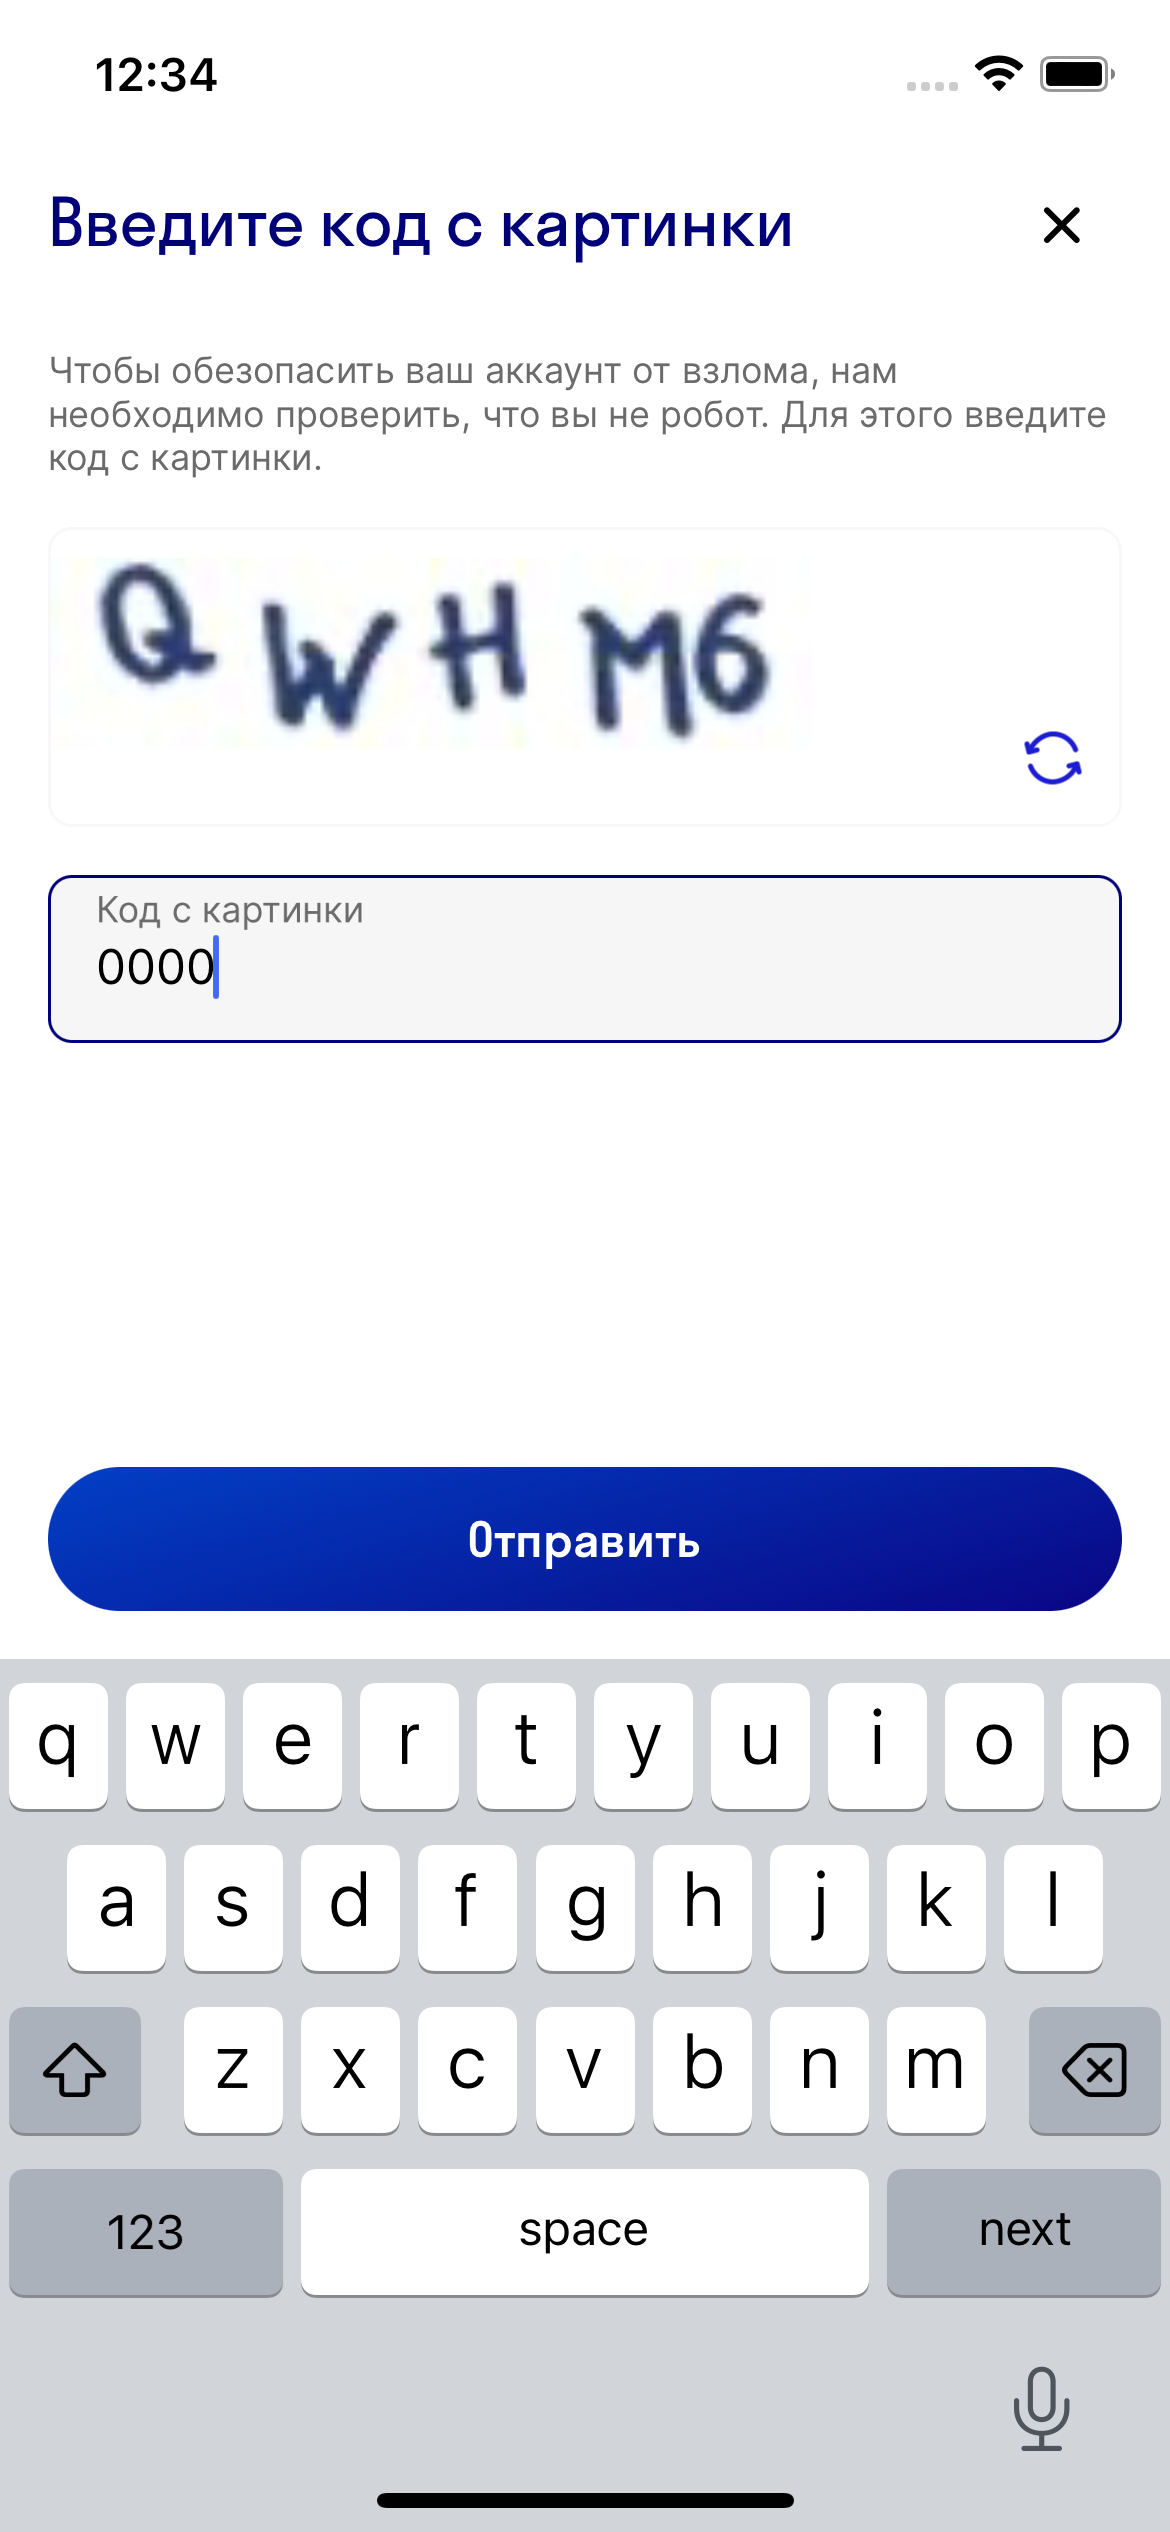 12:34
Введите код с картинки
Чтобы обезопасить ваш аккаунт от взлома, нам
необходимо проверить, что вы не робот. Для этого введите
код с картинки.
Q W H M 6
Код с картинки
0000
Отправить
q w e r t y u i o p
a s d f g h j k l
z x c v b n m
123 space next